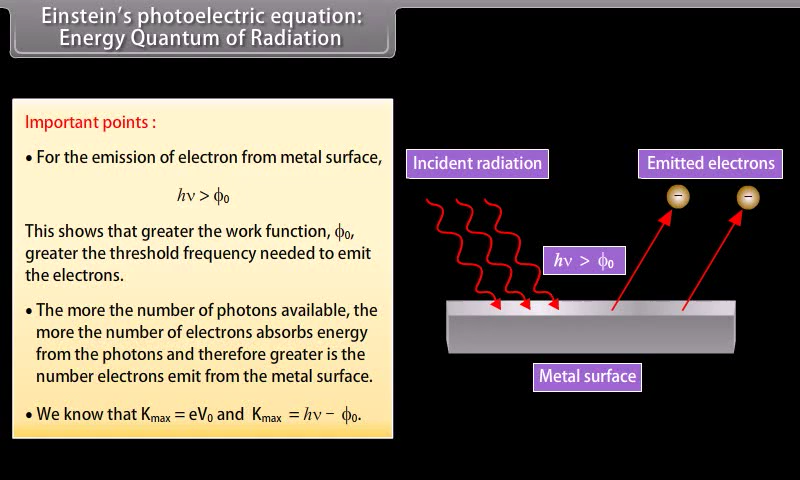 Einstein's photoelectric equation:
Energy Quantum of Radiation
Important points :
• For the emission of electron from metal surface,
hν > ϕ₀
This shows that greater the work function, ϕ₀,
greater the threshold frequency needed to emit
the electrons.
• The more the number of photons available, the
more the number of electrons absorbs energy
from the photons and therefore greater is the
number electrons emit from the metal surface.
• We know that Kmax = eV₀ and Kmax = hν − ϕ₀.
Incident radiation
Emitted electrons
− −
hν > ϕ₀
Metal surface